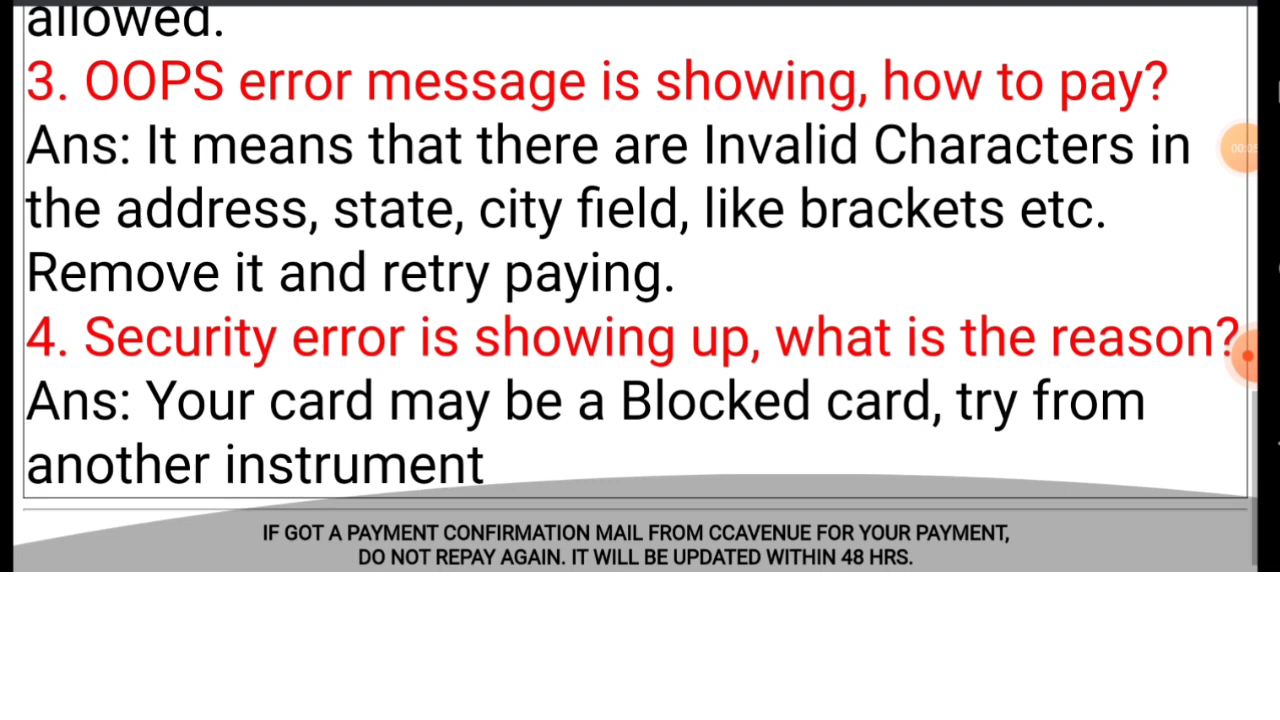 allowed.
3. OOPS error message is showing, how to pay?
Ans: It means that there are Invalid Characters in
the address, state, city field, like brackets etc.
Remove it and retry paying.
4. Security error is showing up, what is the reason?
Ans: Your card may be a Blocked card, try from
another instrument
IF GOT A PAYMENT CONFIRMATION MAIL FROM CCAVENUE FOR YOUR PAYMENT,
DO NOT REPAY AGAIN. IT WILL BE UPDATED WITHIN 48 HRS.